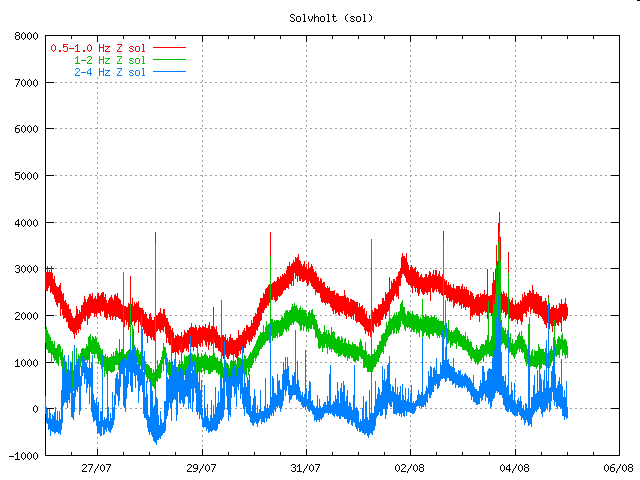 Solvholt (sol)
8000
7000
6000
5000
4000
3000
2000
1000
0
-1000
0.5-1.0 Hz Z sol
1-2 Hz Z sol
2-4 Hz Z sol
27/07 29/07 31/07 02/08 04/08 06/08